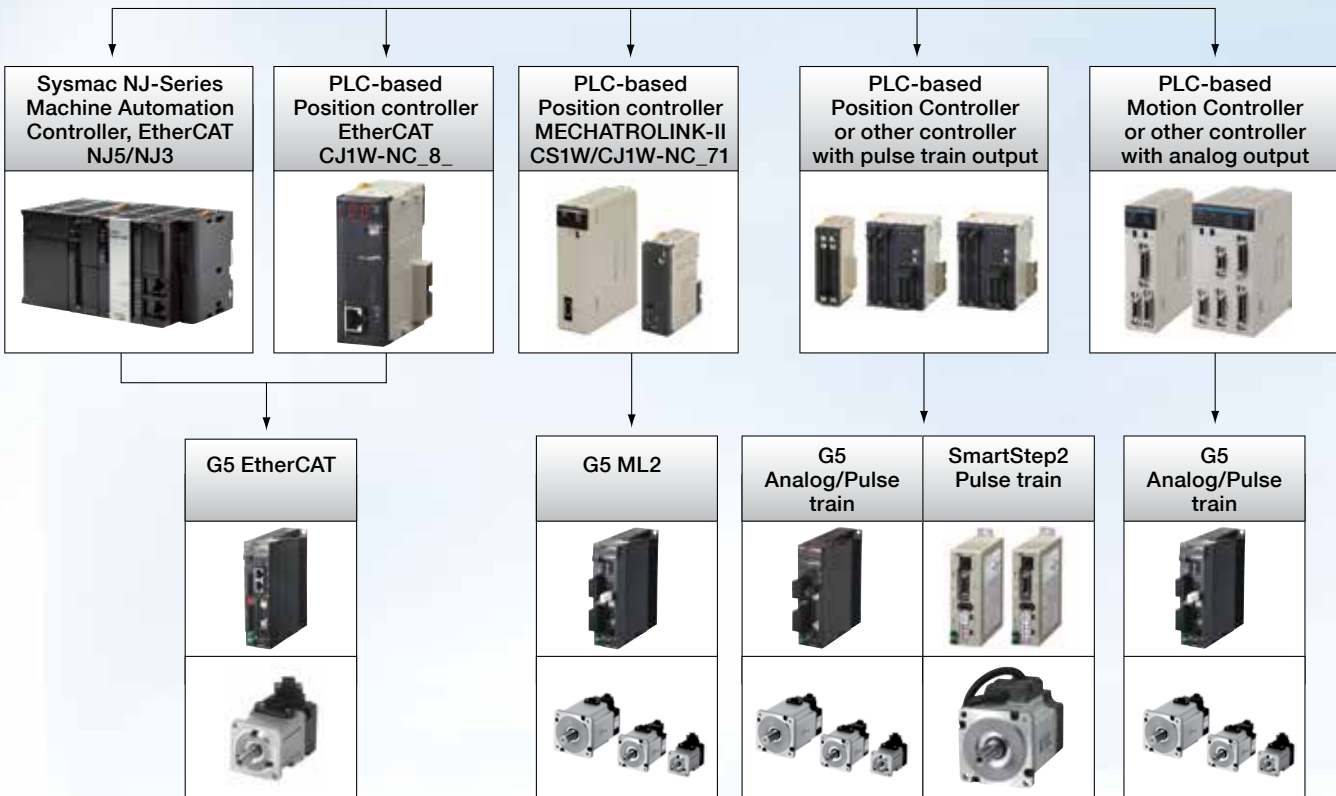 Sysmac NJ-Series
Machine Automation
Controller, EtherCAT
NJ5/NJ3
PLC-based
Position controller
EtherCAT
CJ1W-NC_8_
PLC-based
Position controller
MECHATROLINK-II
CS1W/CJ1W-NC_71
PLC-based
Position Controller
or other controller
with pulse train output
PLC-based
Motion Controller
or other controller
with analog output
G5 EtherCAT
G5 ML2
G5
Analog/Pulse
train
SmartStep2
Pulse train
G5
Analog/Pulse
train